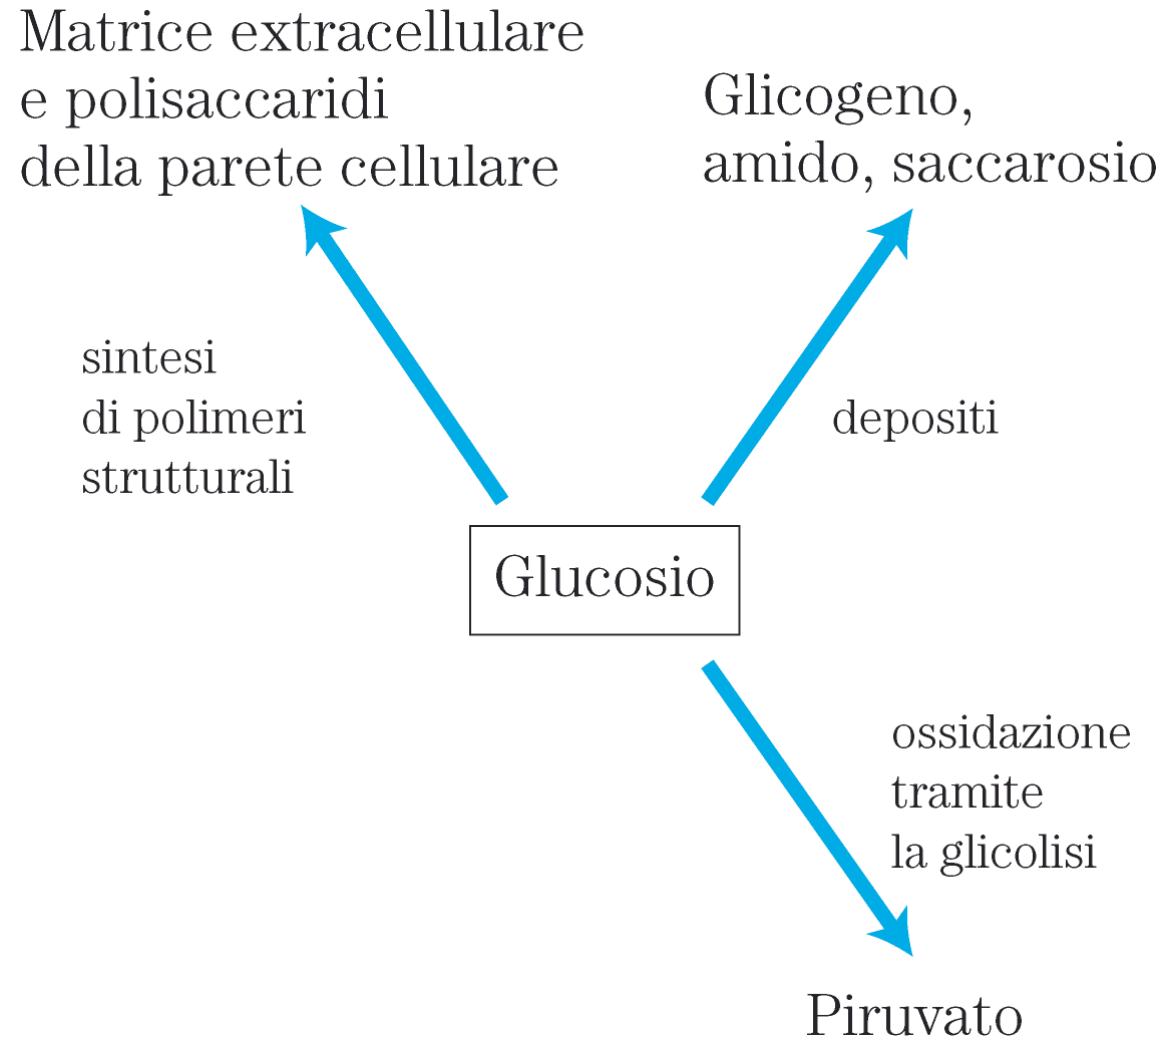 Matrice extracellulare
e polisaccaridi
della parete cellulare
Glicogeno,
amido, saccarosio
sintesi
di polimeri
strutturali
depositi
Glucosio
ossidazione
tramite
la glicolisi
Piruvato